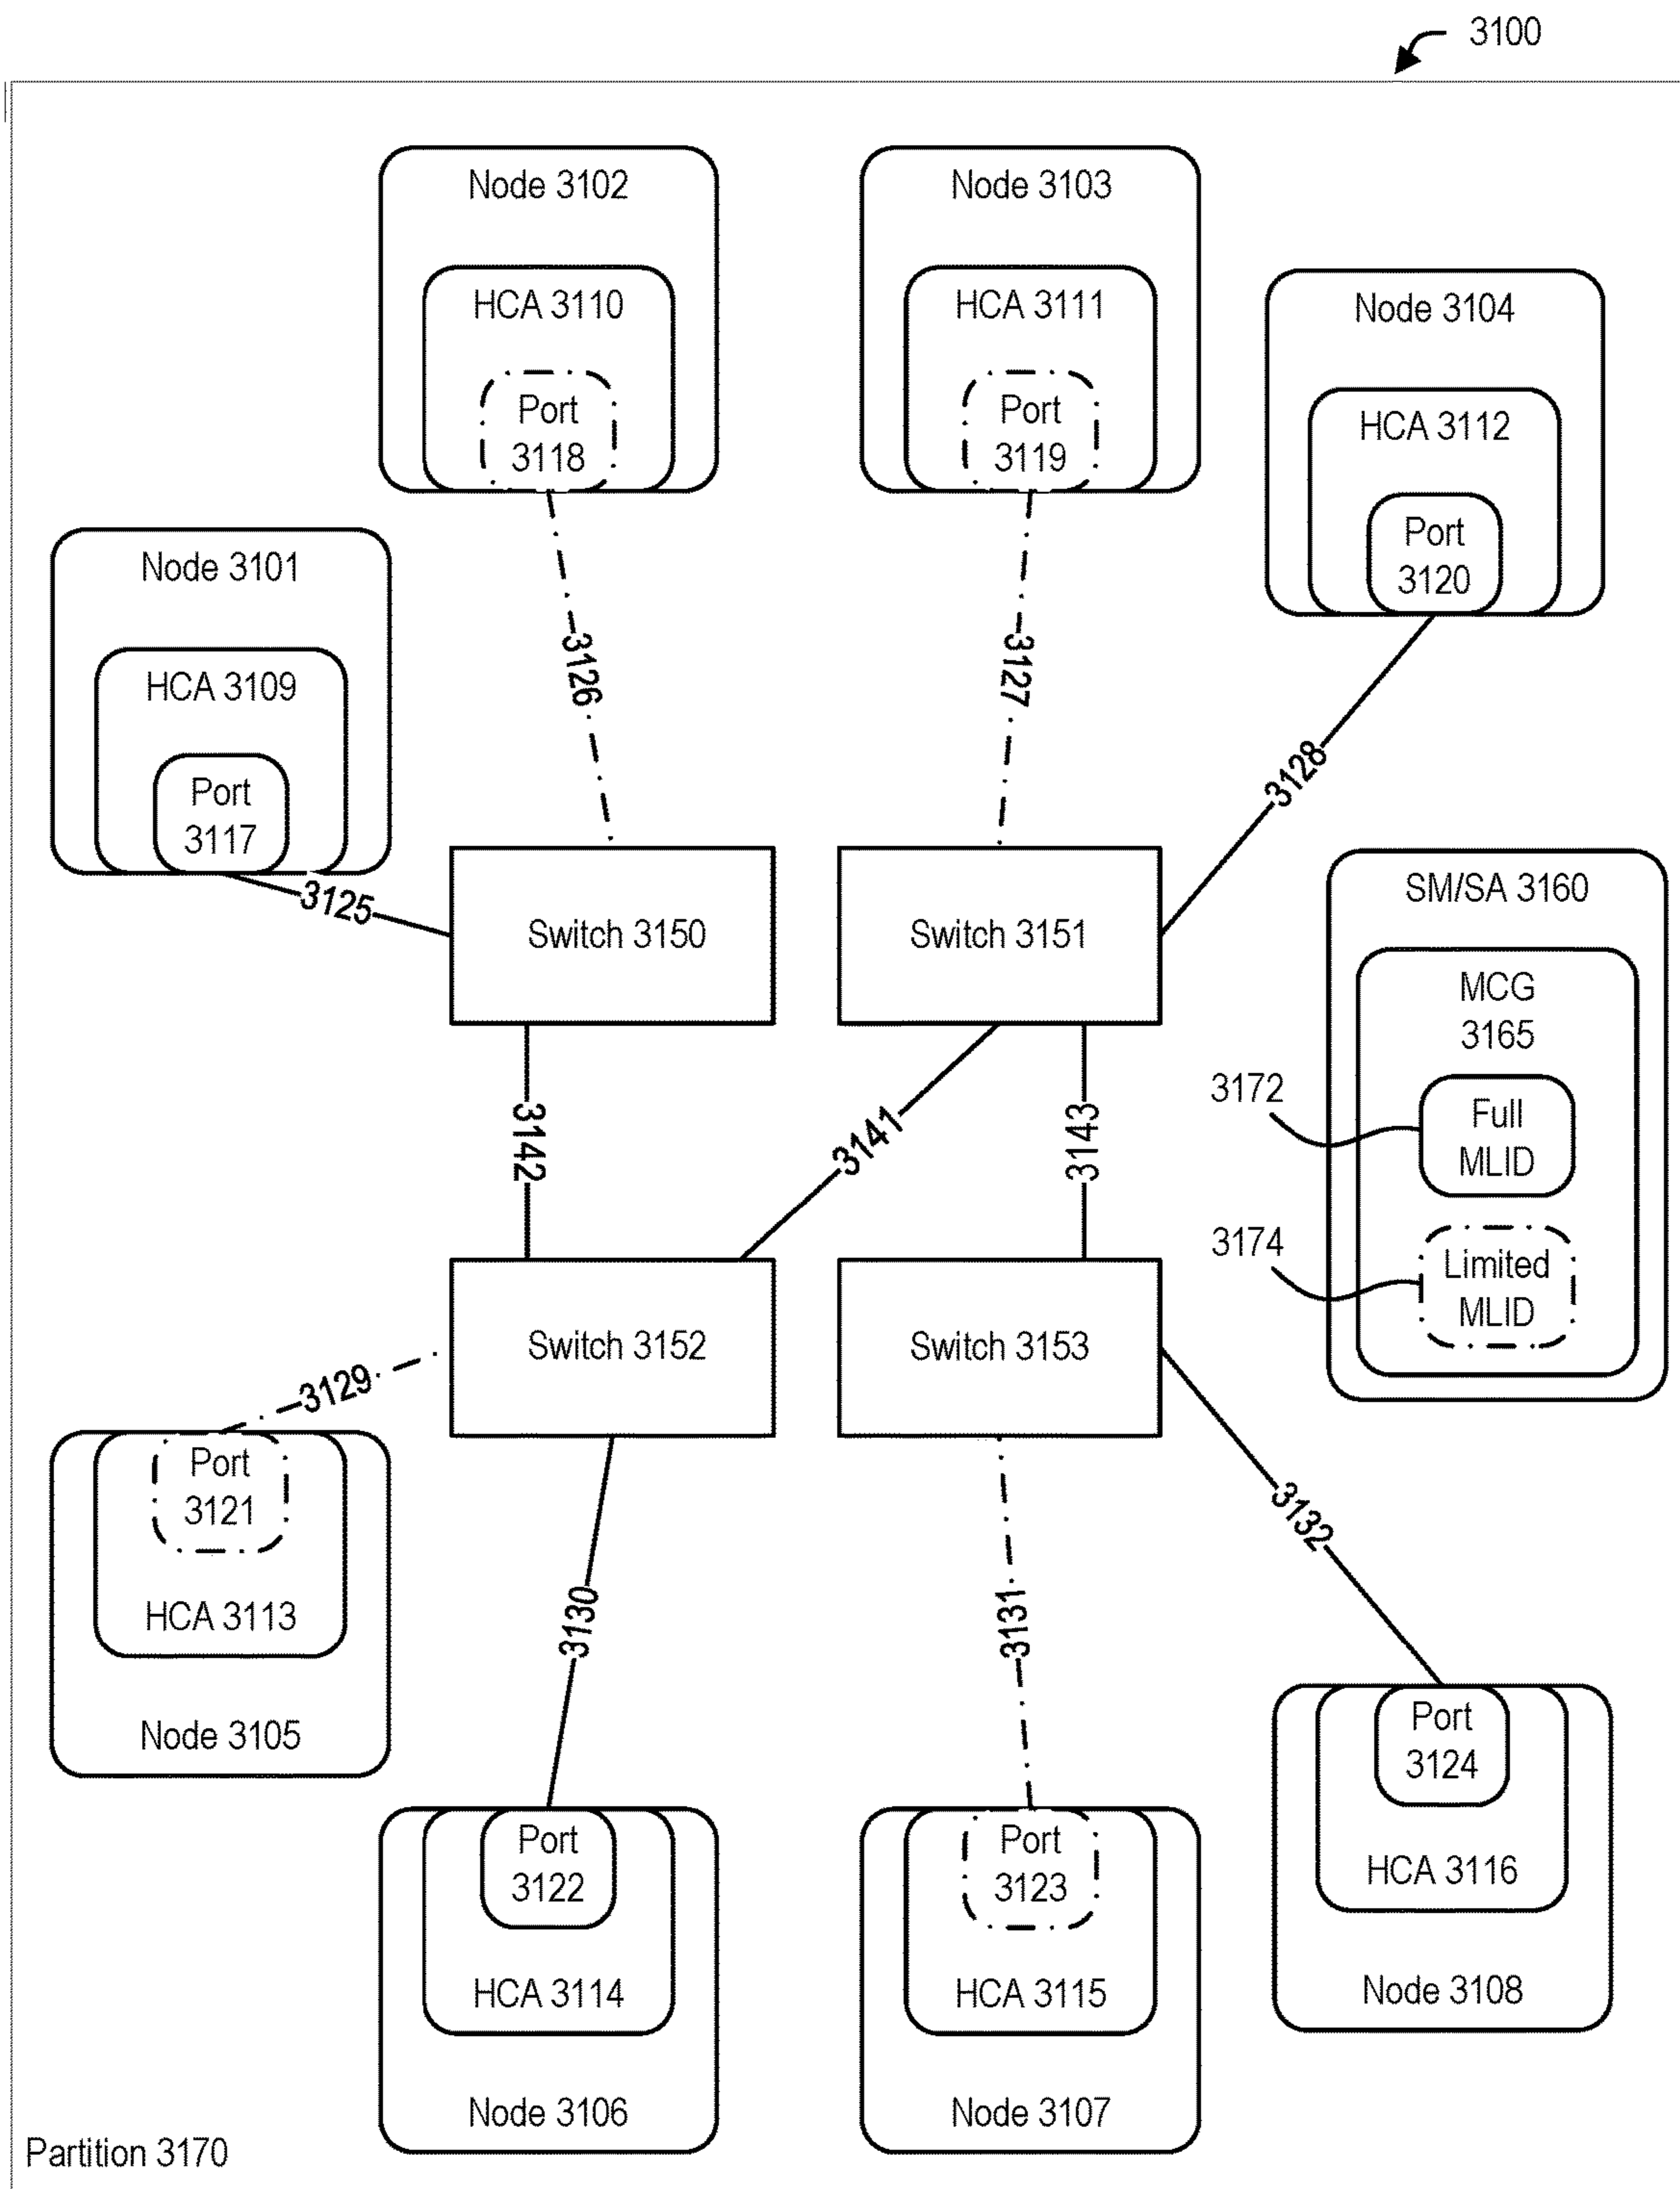 3100
Node 3102
HCA 3110
Port
3118
Node 3103
HCA 3111
Port
3119
Node 3104
HCA 3112
Port
3120
Node 3101
HCA 3109
Port
3117
3126
3127
3128
3125
Switch 3150
Switch 3151
SM/SA 3160
MCG
3165
3172
Full
MLID
3174
Limited
MLID
3142
3141
3143
Switch 3152
Switch 3153
3129
3130
3131
3132
Port
3121
HCA 3113
Node 3105
Port
3122
HCA 3114
Node 3106
Port
3123
HCA 3115
Node 3107
Port
3124
HCA 3116
Node 3108
Partition 3170